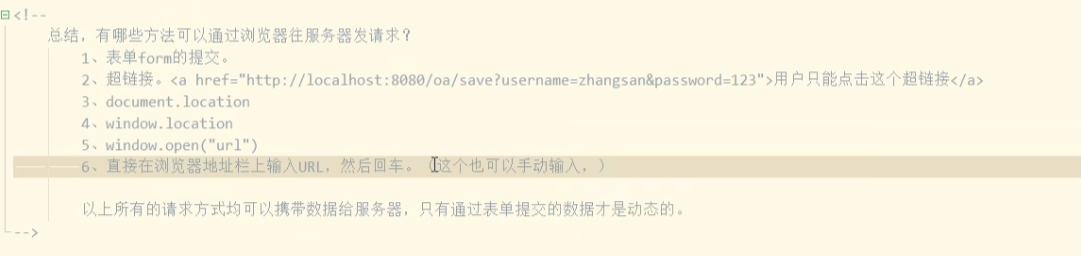 <!--
总结，有哪些方法可以通过浏览器往服务器发请求？
1、表单form的提交。
2、超链接。<a href="http://localhost:8080/oa/save?username=zhangsan&password=123">用户只能点击这个超链接</a>
3、document.location
4、window.location
5、window.open("url")
6、直接在浏览器地址栏上输入URL，然后回车。（这个也可以手动输入，）
以上所有的请求方式均可以携带数据给服务器，只有通过表单提交的数据才是动态的。
-->